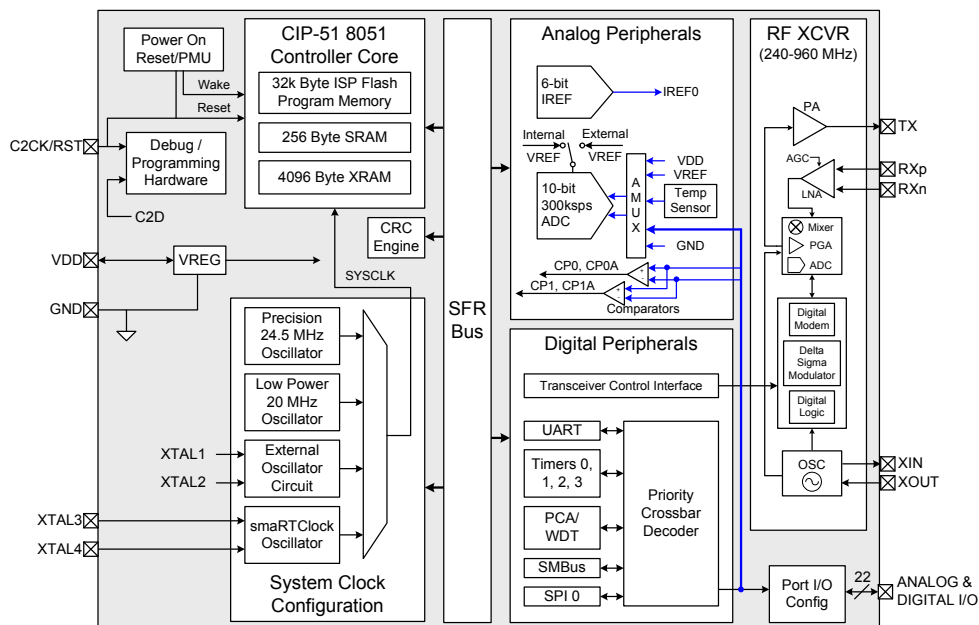 Power On
Reset/PMU
CIP-51 8051
Controller Core
32k Byte ISP Flash
Program Memory
256 Byte SRAM
4096 Byte XRAM
Wake
Reset
C2CK/RST
Debug /
Programming
Hardware
C2D
VDD
VREG
GND
CRC
Engine
SYSCLK
Precision
24.5 MHz
Oscillator
Low Power
20 MHz
Oscillator
XTAL1
XTAL2
External
Oscillator
Circuit
XTAL3
XTAL4
smaRTClock
Oscillator
System Clock
Configuration
SFR
Bus
Analog Peripherals
6-bit
IREF
IREF0
Internal
VREF
External
VREF
10-bit
300ksps
ADC
A
M
U
X
VDD
VREF
Temp
Sensor
GND
CP0, CP0A
CP1, CP1A
+
-
+
-
Comparators
Digital Peripherals
Transceiver Control Interface
UART
Timers 0,
1, 2, 3
PCA/
WDT
SMBus
SPI 0
Priority
Crossbar
Decoder
RF XCVR
(240-960 MHz)
PA
TX
AGC
LNA
RXp
RXn
Mixer
PGA
ADC
Digital
Modem
Delta
Sigma
Modulator
Digital
Logic
OSC
XIN
XOUT
Port I/O
Config
22
ANALOG &
DIGITAL I/O